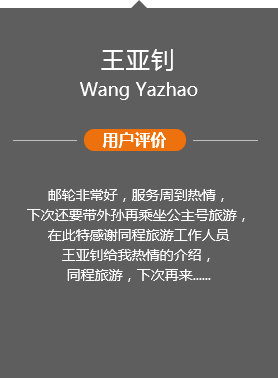 王亚钊
Wang Yazhao
用户评价
邮轮非常好，服务周到热情，
下次还要带外孙再乘坐公主号旅游，
在此特感谢同程旅游工作人员
王亚钊给我热情的介绍，
同程旅游，下次再来......